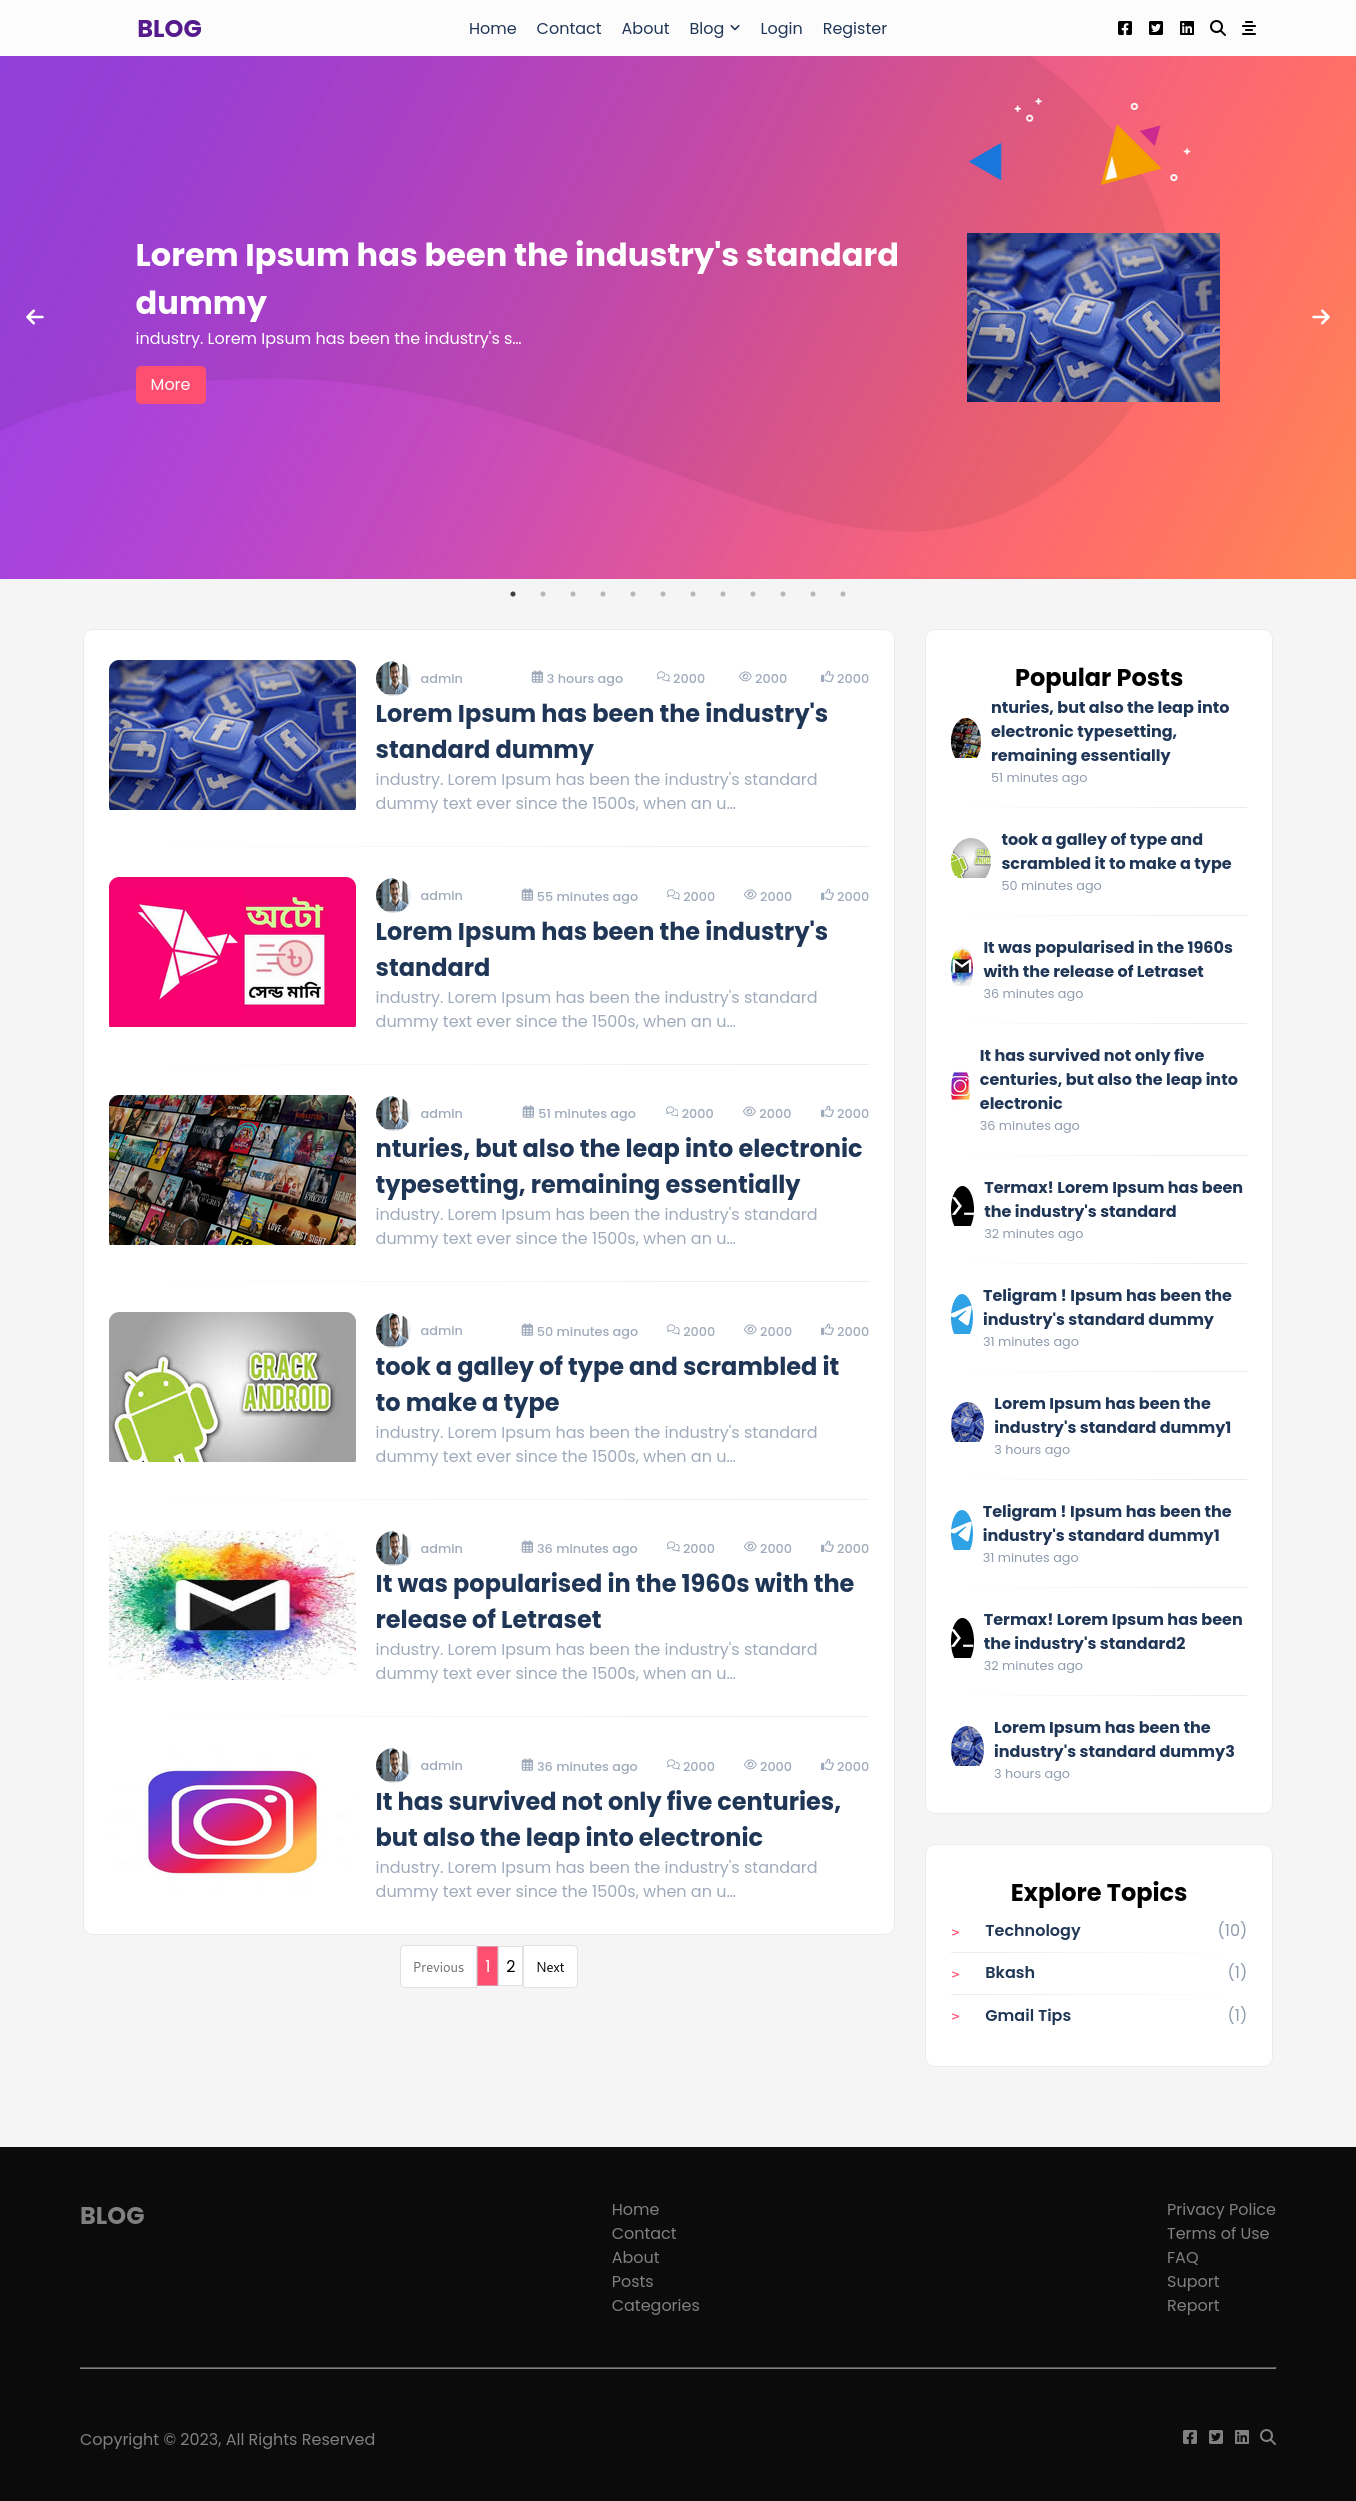 BLOG
Home Contact About Blog Login Register
Lorem Ipsum has been the industry's standard
dummy
industry. Lorem Ipsum has been the industry's s...
More
admin 3 hours ago 2000 2000 2000
Lorem Ipsum has been the industry's
standard dummy
industry. Lorem Ipsum has been the industry's standard
dummy text ever since the 1500s, when an u...
অটো
সেন্ড মানি
admin 55 minutes ago 2000 2000 2000
Lorem Ipsum has been the industry's
standard
industry. Lorem Ipsum has been the industry's standard
dummy text ever since the 1500s, when an u...
admin 51 minutes ago 2000 2000 2000
nturies, but also the leap into electronic
typesetting, remaining essentially
industry. Lorem Ipsum has been the industry's standard
dummy text ever since the 1500s, when an u...
CRACK
ANDROID
admin 50 minutes ago 2000 2000 2000
took a galley of type and scrambled it
to make a type
industry. Lorem Ipsum has been the industry's standard
dummy text ever since the 1500s, when an u...
admin 36 minutes ago 2000 2000 2000
It was popularised in the 1960s with the
release of Letraset
industry. Lorem Ipsum has been the industry's standard
dummy text ever since the 1500s, when an u...
admin 36 minutes ago 2000 2000 2000
It has survived not only five centuries,
but also the leap into electronic
industry. Lorem Ipsum has been the industry's standard
dummy text ever since the 1500s, when an u...
Previous 1 2 Next
Popular Posts
nturies, but also the leap into
electronic typesetting,
remaining essentially
51 minutes ago
took a galley of type and
scrambled it to make a type
50 minutes ago
It was popularised in the 1960s
with the release of Letraset
36 minutes ago
It has survived not only five
centuries, but also the leap into
electronic
36 minutes ago
Termax! Lorem Ipsum has been
the industry's standard
32 minutes ago
Teligram ! Ipsum has been the
industry's standard dummy
31 minutes ago
Lorem Ipsum has been the
industry's standard dummy1
3 hours ago
Teligram ! Ipsum has been the
industry's standard dummy1
31 minutes ago
Termax! Lorem Ipsum has been
the industry's standard2
32 minutes ago
Lorem Ipsum has been the
industry's standard dummy3
3 hours ago
Explore Topics
> Technology (10)
> Bkash (1)
> Gmail Tips (1)
BLOG
Home
Contact
About
Posts
Categories
Privacy Police
Terms of Use
FAQ
Suport
Report
Copyright © 2023, All Rights Reserved